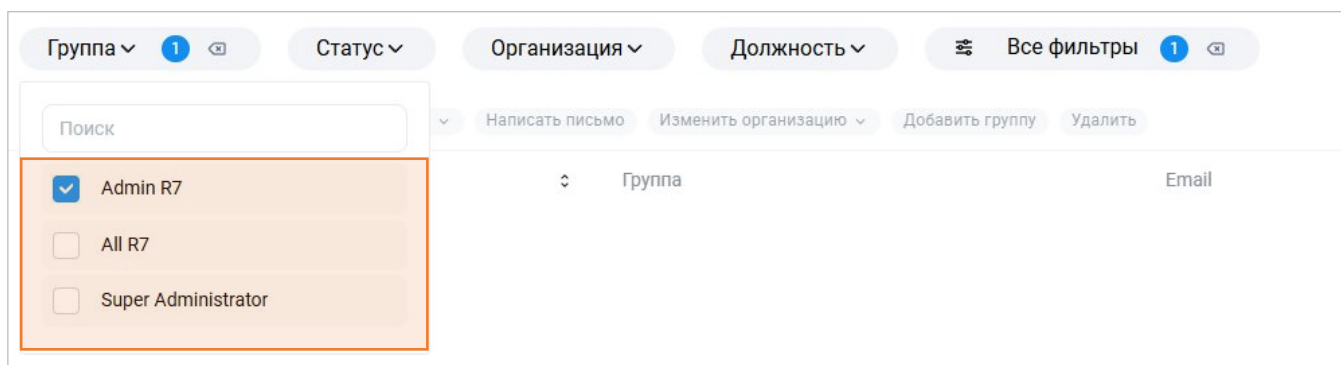 Группа 1 Статус Организация Должность Все фильтры 1
Поиск
Написать письмо Изменить организацию Добавить группу Удалить
Admin R7
Группа Email
All R7
Super Administrator